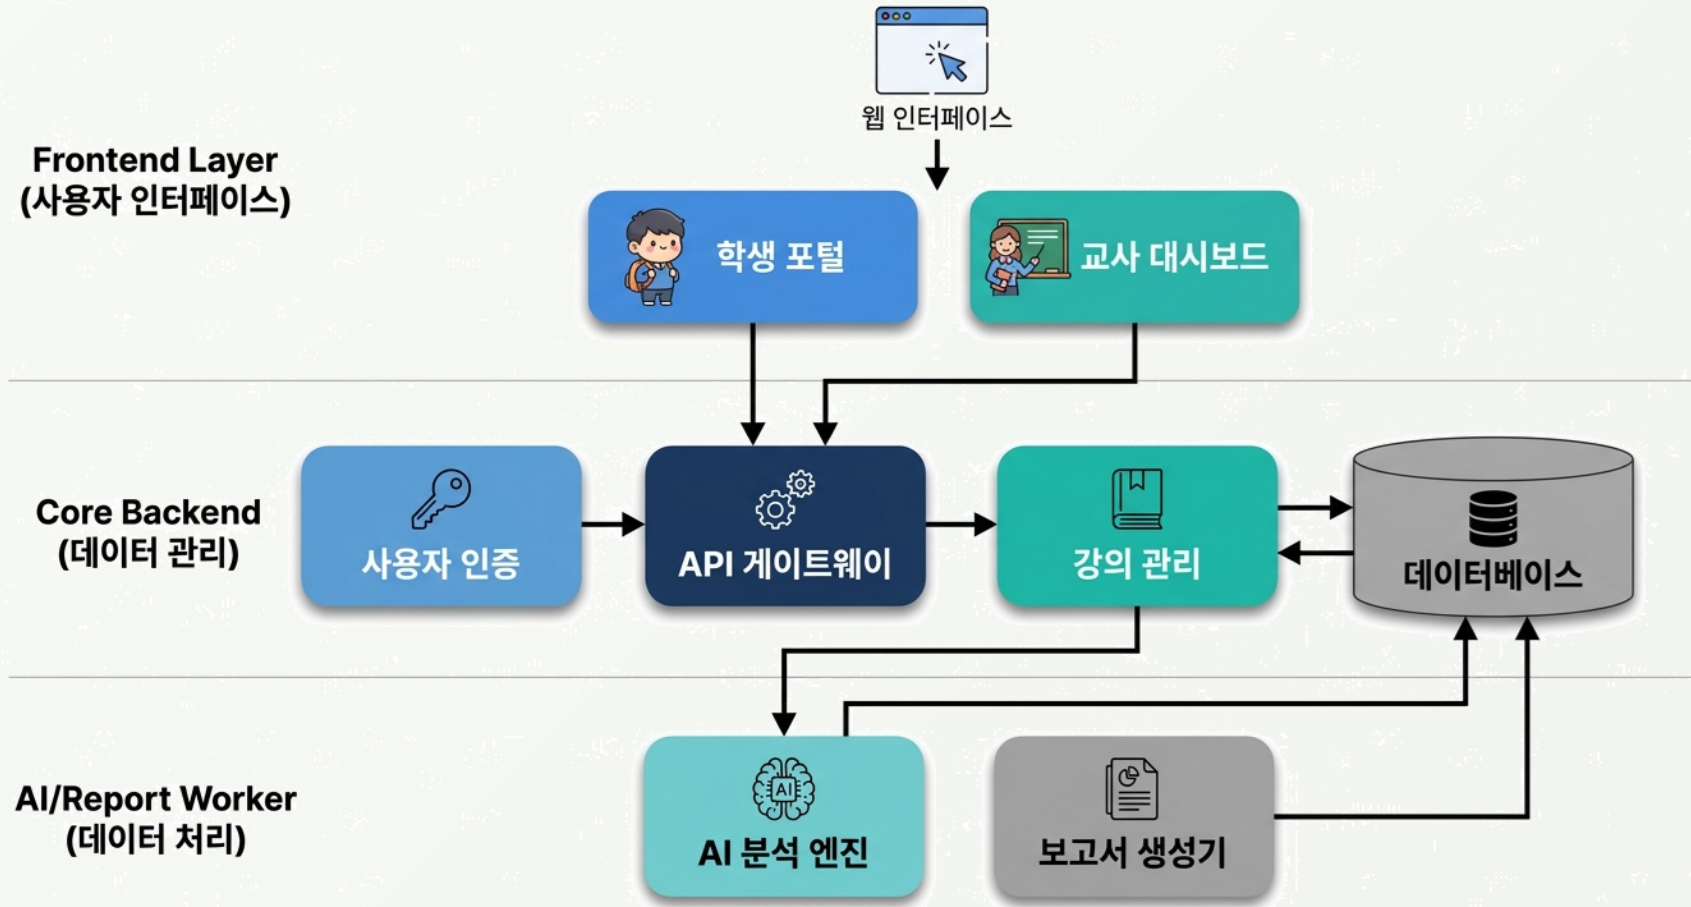 웹 인터페이스
Frontend Layer
(사용자 인터페이스)
학생 포털
교사 대시보드
Core Backend
(데이터 관리)
사용자 인증
API 게이트웨이
강의 관리
데이터베이스
AI/Report Worker
(데이터 처리)
AI
AI 분석 엔진
보고서 생성기